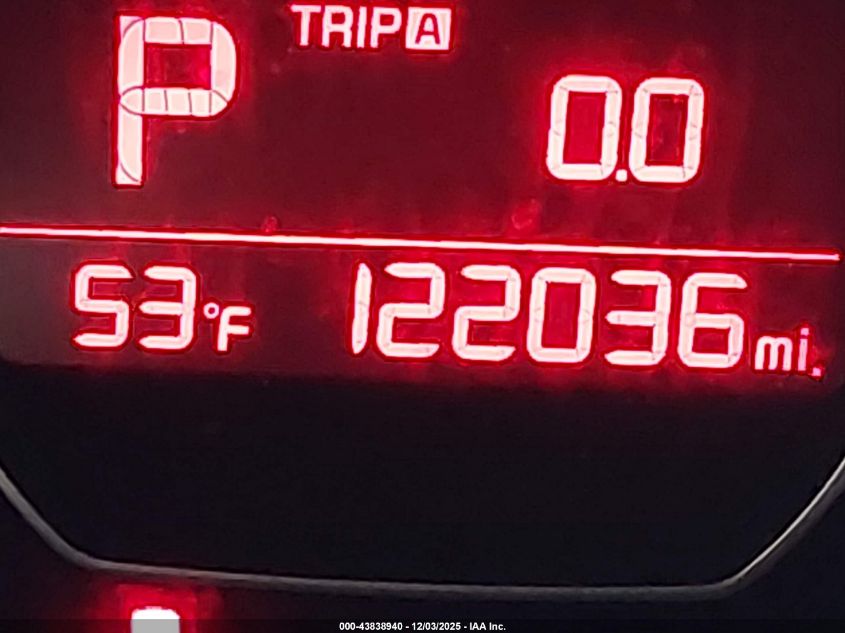 P TRIP A
0.0
53°F 122036 mi.
000-43838940 - 12/03/2025 - IAA Inc.